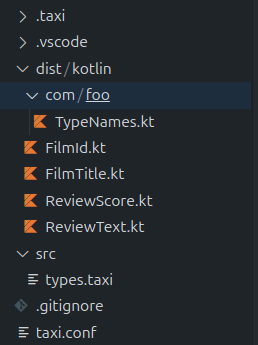 .taxi
.vscode
dist/kotlin
com/foo
TypeNames.kt
FilmId.kt
FilmTitle.kt
ReviewScore.kt
ReviewText.kt
src
types.taxi
.gitignore
taxi.conf